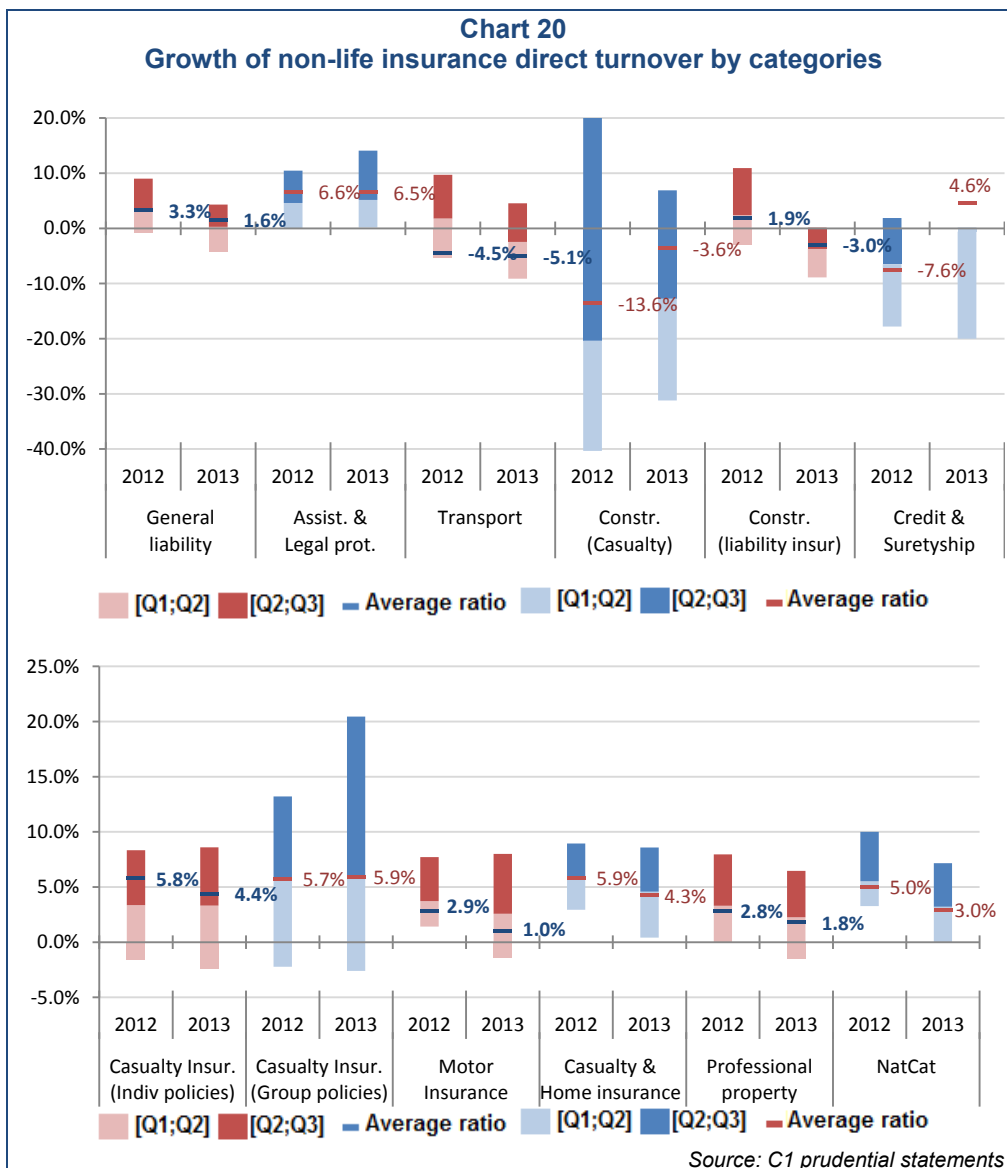 Chart 20
Growth of non-life insurance direct turnover by categories
20.0%
10.0%
0.0%
-10.0%
-20.0%
-30.0%
-40.0%
3.3%
1.6%
6.6%
6.5%
-4.5%
-5.1%
-13.6%
-3.6%
1.9%
-3.0%
-7.6%
4.6%
2012 2013 2012 2013 2012 2013 2012 2013 2012 2013 2012 2013
General liability
Assist. & Legal prot.
Transport
Constr. (Casualty)
Constr. (liability insur)
Credit & Suretyship
[Q1;Q2] [Q2;Q3] Average ratio [Q1;Q2] [Q2;Q3] Average ratio
25.0%
20.0%
15.0%
10.0%
5.0%
0.0%
-5.0%
5.8%
4.4%
5.7%
5.9%
2.9%
1.0%
5.9%
4.3%
2.8%
1.8%
5.0%
3.0%
2012 2013 2012 2013 2012 2013 2012 2013 2012 2013 2012 2013
Casualty Insur. (Indiv policies)
Casualty Insur. (Group policies)
Motor Insurance
Casualty & Home insurance
Professional property
NatCat
[Q1;Q2] [Q2;Q3] Average ratio [Q1;Q2] [Q2;Q3] Average ratio
Source: C1 prudential statements